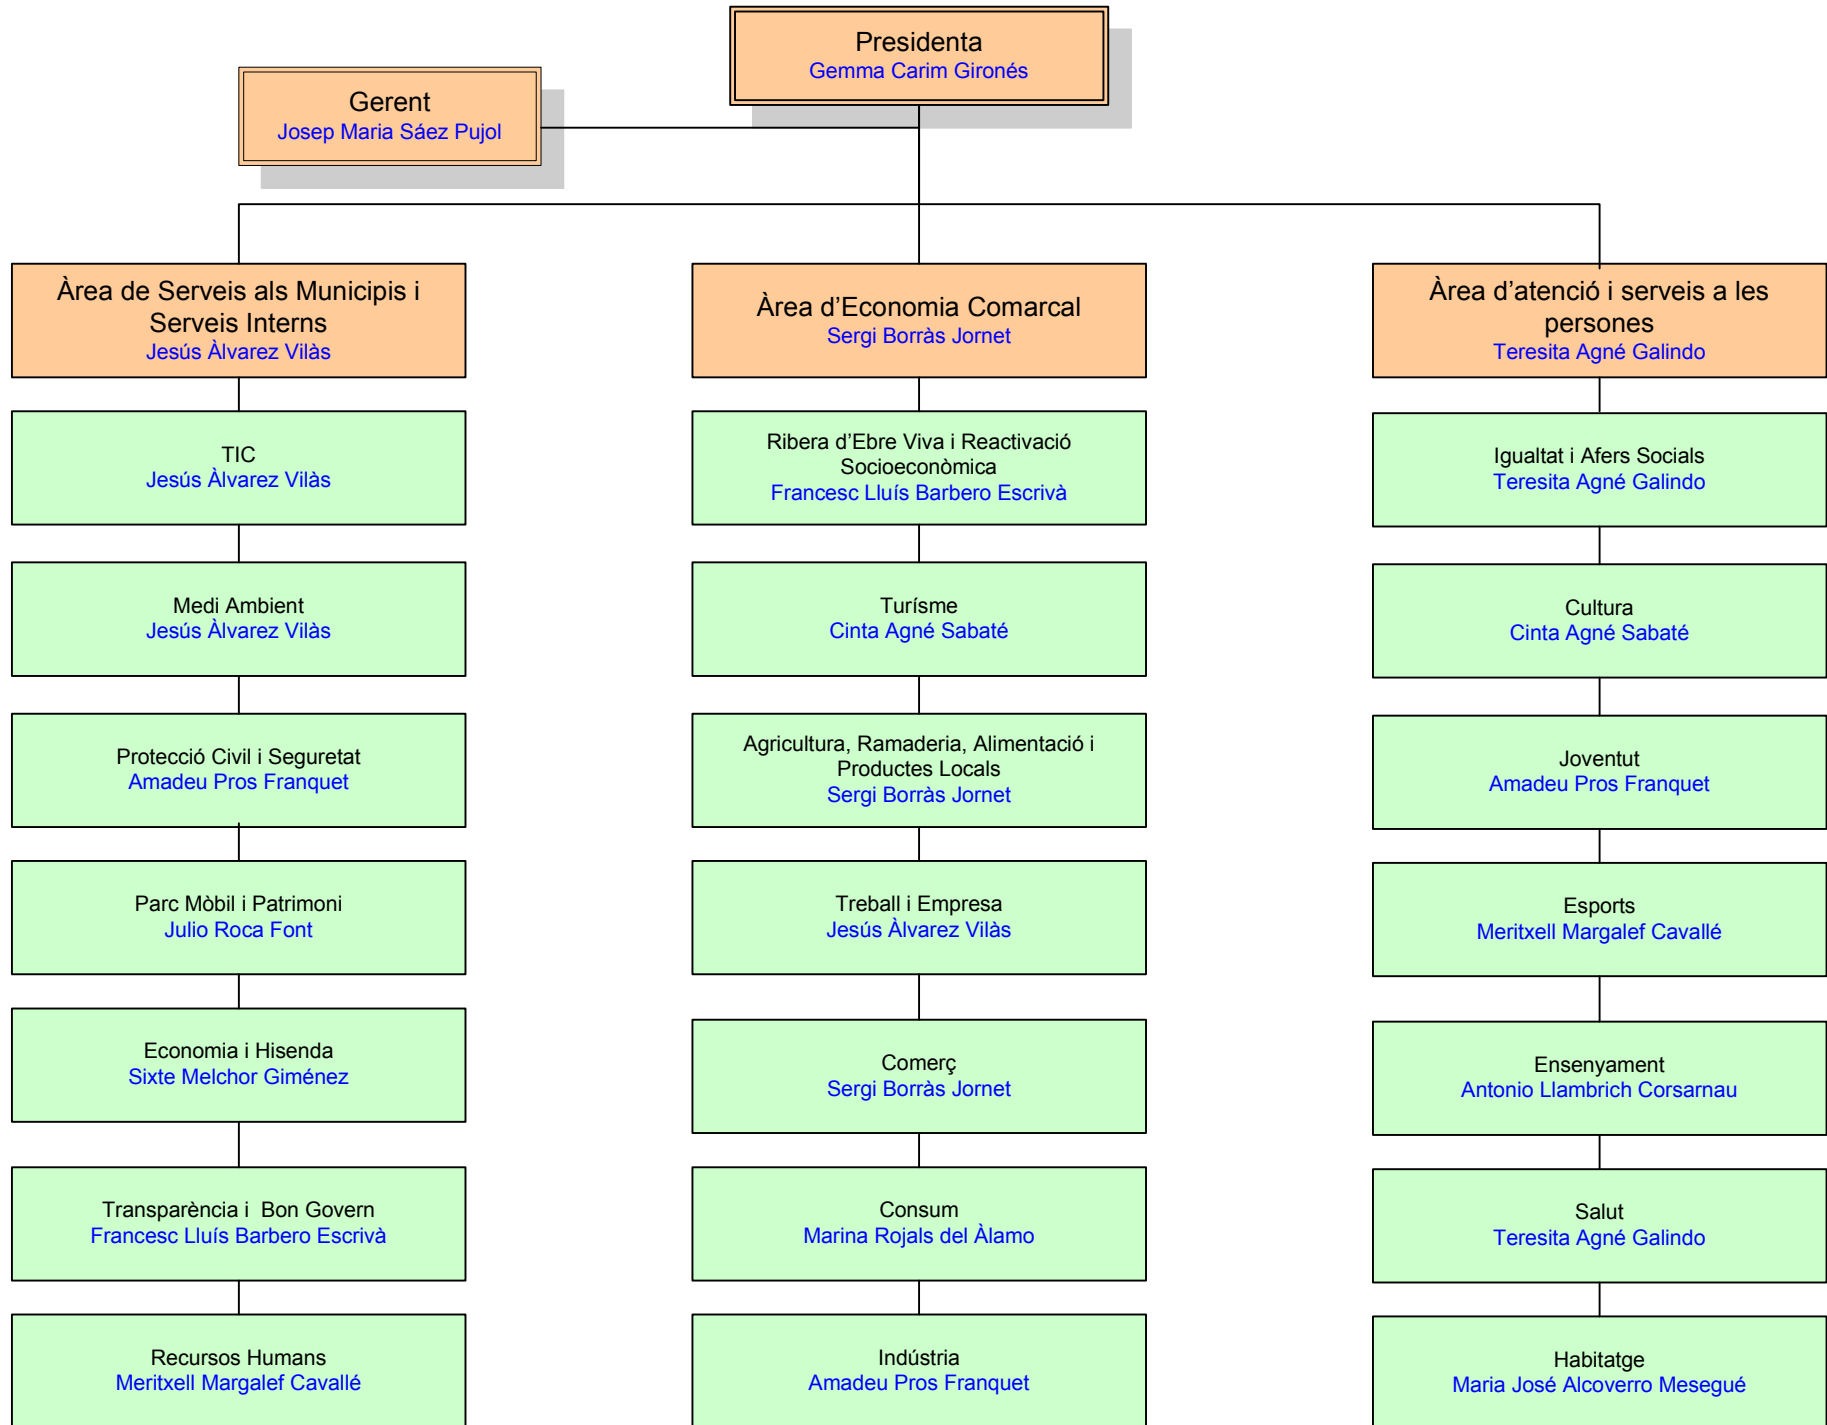 Presidenta
Gemma Carim Gironés
Gerent
Josep Maria Sáez Pujol
Àrea de Serveis als Municipis i
Serveis Interns
Jesús Àlvarez Vilàs
TIC
Jesús Àlvarez Vilàs
Medi Ambient
Jesús Àlvarez Vilàs
Protecció Civil i Seguretat
Amadeu Pros Franquet
Parc Mòbil i Patrimoni
Julio Roca Font
Economia i Hisenda
Sixte Melchor Giménez
Transparència i  Bon Govern
Francesc Lluís Barbero Escrivà
Recursos Humans
Meritxell Margalef Cavallé
Àrea d’Economia Comarcal
Sergi Borràs Jornet
Ribera d’Ebre Viva i Reactivació
Socioeconòmica
Francesc Lluís Barbero Escrivà
Turísme
Cinta Agné Sabaté
Agricultura, Ramaderia, Alimentació i
Productes Locals
Sergi Borràs Jornet
Treball i Empresa
Jesús Àlvarez Vilàs
Comerç
Sergi Borràs Jornet
Consum
Marina Rojals del Àlamo
Indústria
Amadeu Pros Franquet
Àrea d’atenció i serveis a les
persones
Teresita Agné Galindo
Igualtat i Afers Socials
Teresita Agné Galindo
Cultura
Cinta Agné Sabaté
Joventut
Amadeu Pros Franquet
Esports
Meritxell Margalef Cavallé
Ensenyament
Antonio Llambrich Corsarnau
Salut
Teresita Agné Galindo
Habitatge
Maria José Alcoverro Mesegué